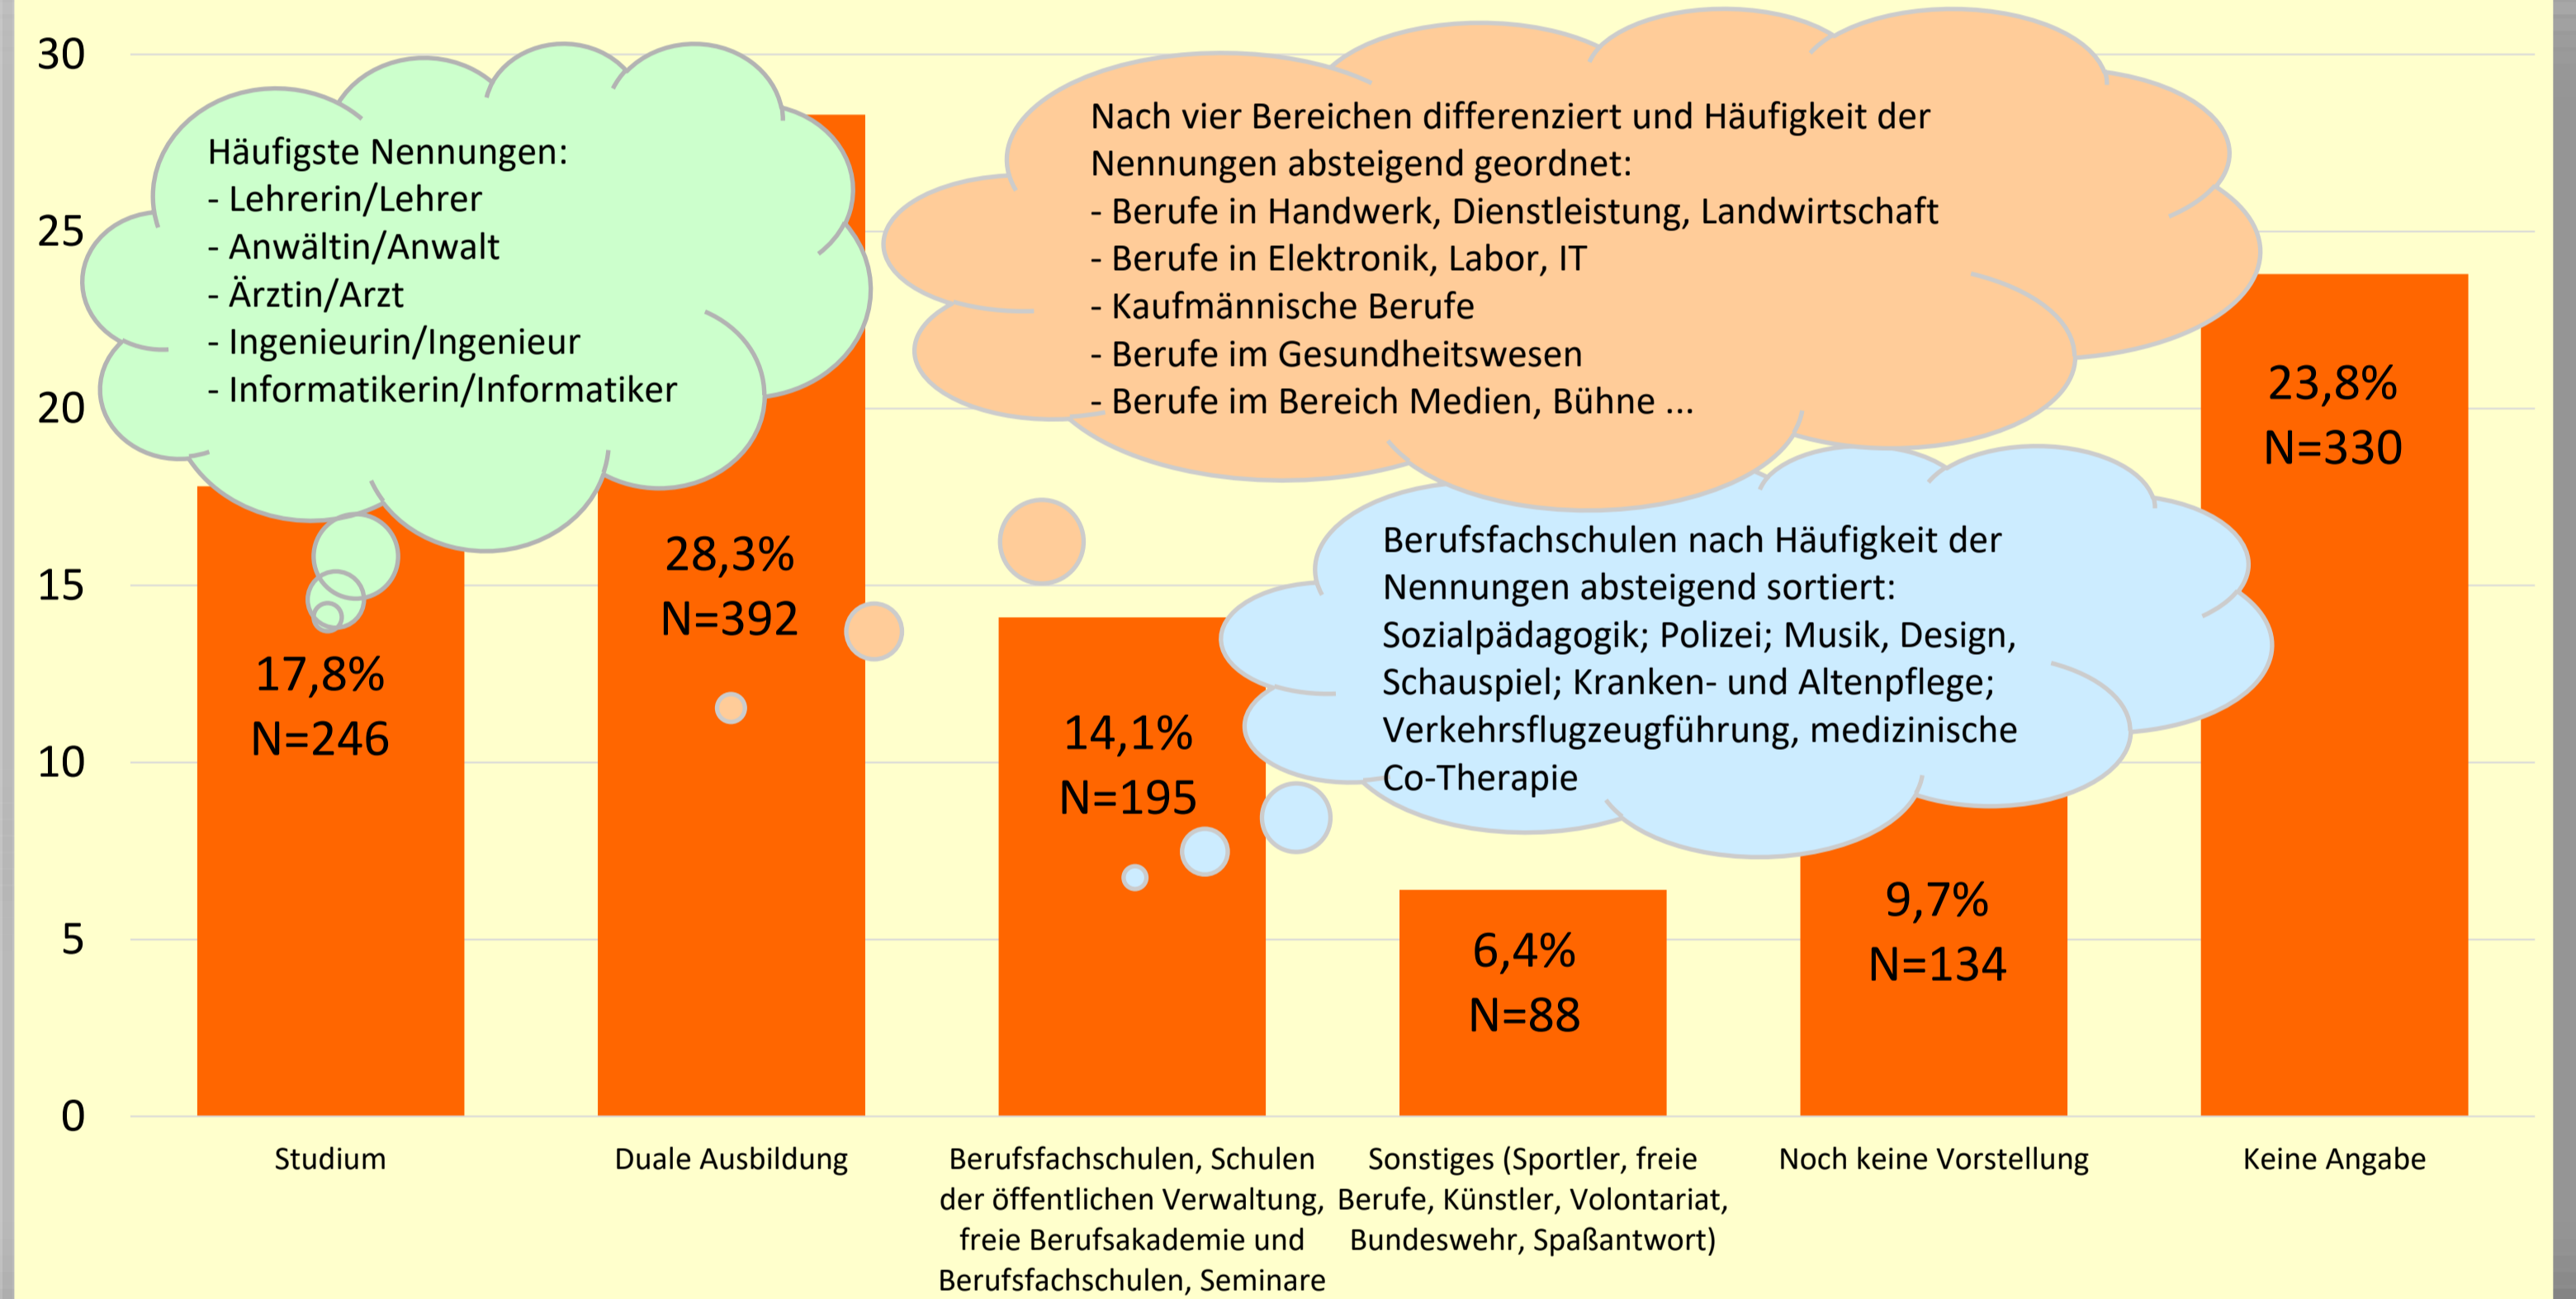 30
25
20
15
10
5
0
Häufigste Nennungen:
- Lehrerin/Lehrer
- Anwältin/Anwalt
- Ärztin/Arzt
- Ingenieurin/Ingenieur
- Informatikerin/Informatiker
Nach vier Bereichen differenziert und Häufigkeit der
Nennungen absteigend geordnet:
- Berufe in Handwerk, Dienstleistung, Landwirtschaft
- Berufe in Elektronik, Labor, IT
- Kaufmännische Berufe
- Berufe im Gesundheitswesen
- Berufe im Bereich Medien, Bühne ...
Berufsfachschulen nach Häufigkeit der
Nennungen absteigend sortiert:
Sozialpädagogik; Polizei; Musik, Design,
Schauspiel; Kranken- und Altenpflege;
Verkehrsflugzeugführung, medizinische
Co-Therapie
17,8%
N=246
28,3%
N=392
14,1%
N=195
6,4%
N=88
9,7%
N=134
23,8%
N=330
Studium
Duale Ausbildung
Berufsfachschulen, Schulen
der öffentlichen Verwaltung,
freie Berufsakademie und
Berufsfachschulen, Seminare
Sonstiges (Sportler, freie
Berufe, Künstler, Volontariat,
Bundeswehr, Spaßantwort)
Noch keine Vorstellung
Keine Angabe